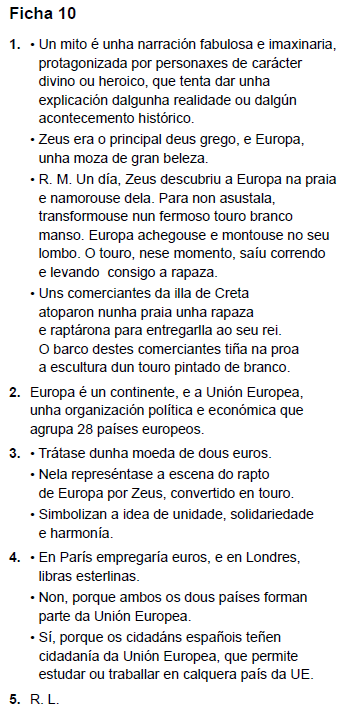 Ficha 10
1. • Un mito é unha narración fabulosa e imaxinaria,
protagonizada por personaxes de carácter
divino ou heroico, que tenta dar unha
explicación dalgunha realidade ou dalgún
acontecemento histórico.
• Zeus era o principal deus grego, e Europa,
unha moza de gran beleza.
• R. M. Un día, Zeus descubriu a Europa na praia
e namorouse dela. Para non asustala,
transformouse nun fermoso touro branco
manso. Europa achegouse e montouse no seu
lombo. O touro, nese momento, saíu correndo
e levando consigo a rapaza.
• Uns comerciantes da illa de Creta
atoparon nunha praia unha rapaza
e raptárona para entregarlla ao seu rei.
O barco destes comerciantes tiña na proa
a escultura dun touro pintado de branco.
2. Europa é un continente, e a Unión Europea,
unha organización política e económica que
agrupa 28 países europeos.
3. • Trátase dunha moeda de dous euros.
• Nela represéntase a escena do rapto
de Europa por Zeus, convertido en touro.
• Simbolizan a idea de unidade, solidariedade
e harmonía.
4. • En París empregaría euros, e en Londres,
libras esterlinas.
• Non, porque ambos os dous países forman
parte da Unión Europea.
• Sí, porque os cidadáns españois teñen
cidadanía da Unión Europea, que permite
estudar ou traballar en calquera país da UE.
5. R. L.